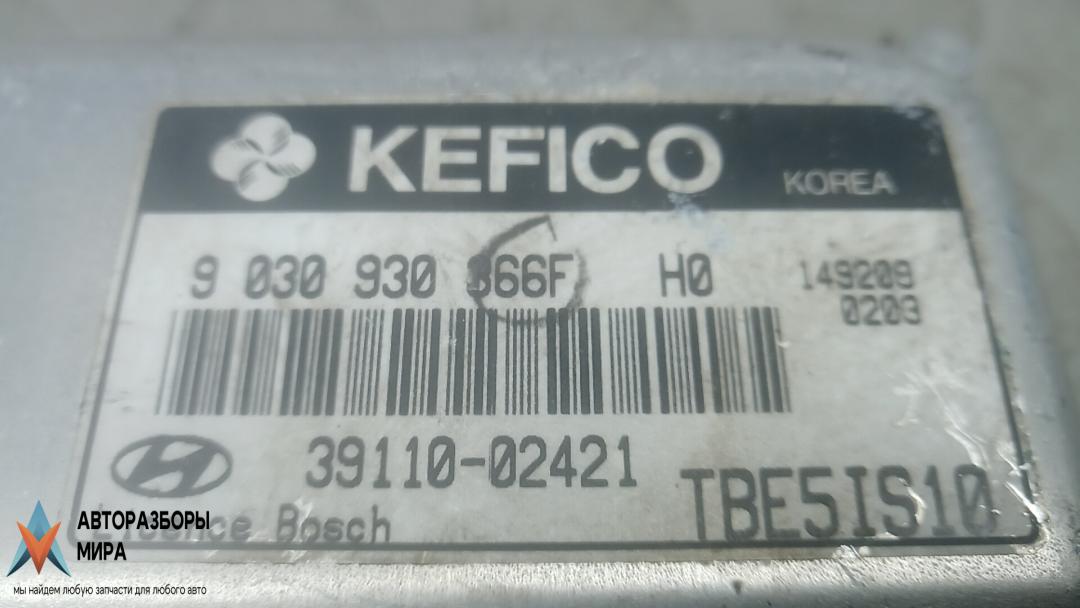 KEFICO
KOREA
9 030 930 366F H0
149209
0203
39110-02421
TBE5IS10
Licence Bosch
АВТОРАЗБОРЫ
МИРА
мы найдем любую запчасти для любого авто